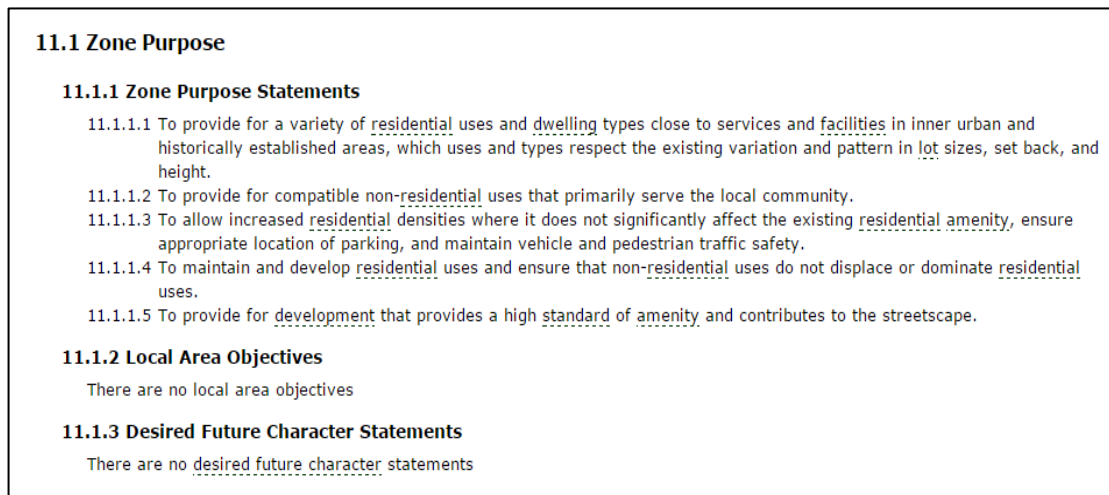 11.1 Zone Purpose
11.1.1 Zone Purpose Statements
11.1.1.1 To provide for a variety of residential uses and dwelling types close to services and facilities in inner urban and
historically established areas, which uses and types respect the existing variation and pattern in lot sizes, set back, and
height.
11.1.1.2 To provide for compatible non-residential uses that primarily serve the local community.
11.1.1.3 To allow increased residential densities where it does not significantly affect the existing residential amenity, ensure
appropriate location of parking, and maintain vehicle and pedestrian traffic safety.
11.1.1.4 To maintain and develop residential uses and ensure that non-residential uses do not displace or dominate residential
uses.
11.1.1.5 To provide for development that provides a high standard of amenity and contributes to the streetscape.
11.1.2 Local Area Objectives
There are no local area objectives
11.1.3 Desired Future Character Statements
There are no desired future character statements